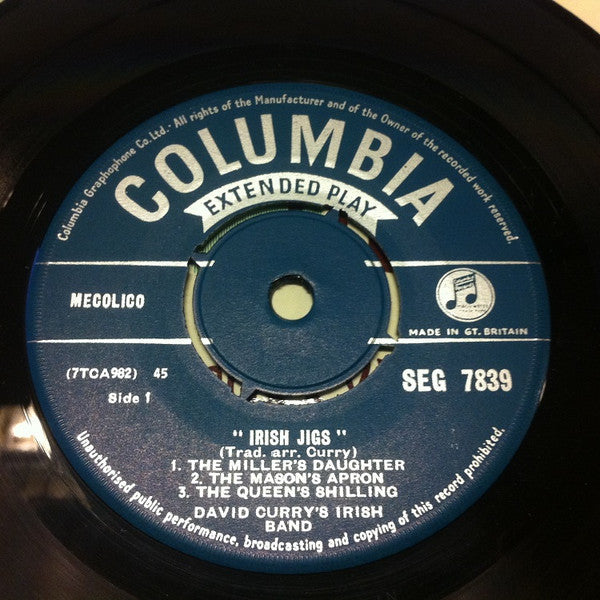 Columbia Graphophone Co. Ltd.- All rights of the Manufacturer and of the Owner of the recorded work reserved.
COLUMBIA
EXTENDED PLAY
MECOLICO
MADE IN GT. BRITAIN
(7TCA982) 45
SEG 7839
Side 1
" IRISH JIGS "
(Trad. arr. Curry)
1. THE MILLER'S DAUGHTER
2. THE MASON'S APRON
3. THE QUEEN'S SHILLING
DAVID CURRY'S IRISH
BAND
Unauthorised public performance, broadcasting and copying of this record prohibited.